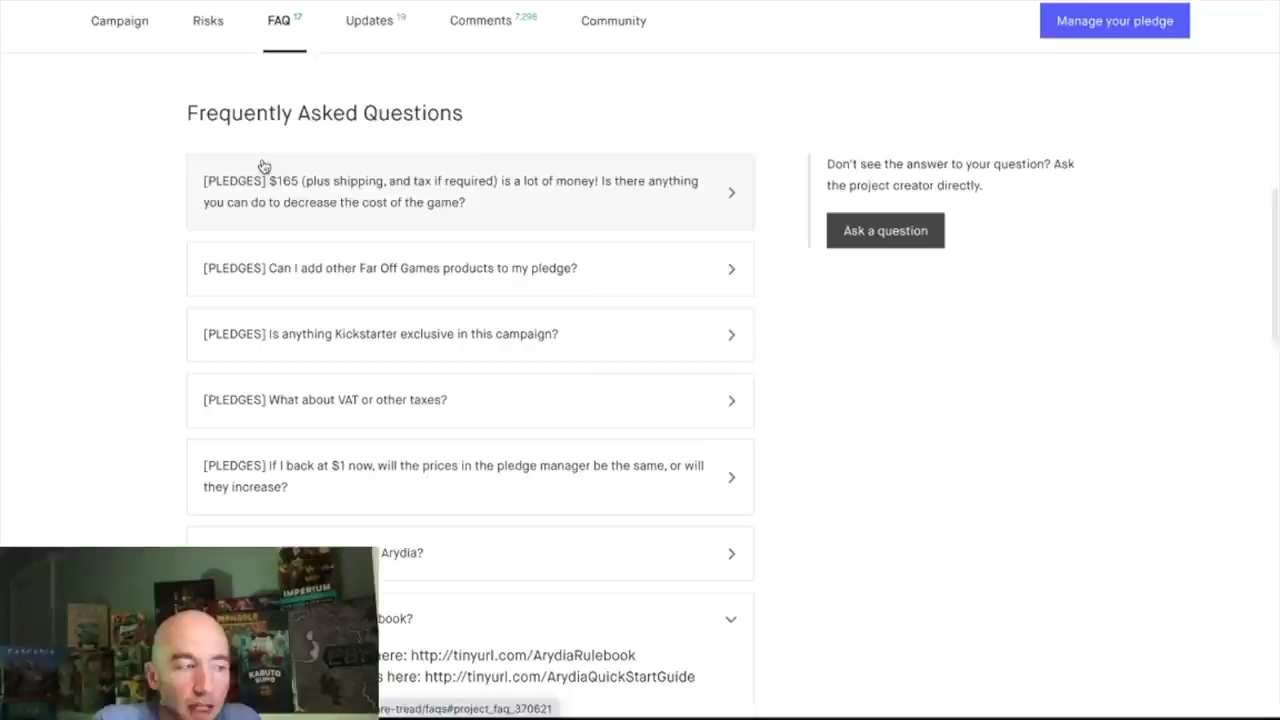 Campaign
Risks
FAQ 17
Updates 19
Comments 7,298
Community
Manage your pledge
Frequently Asked Questions
[PLEDGES] $165 (plus shipping, and tax if required) is a lot of money! Is there anything
you can do to decrease the cost of the game?
[PLEDGES] Can I add other Far Off Games products to my pledge?
[PLEDGES] Is anything Kickstarter exclusive in this campaign?
[PLEDGES] What about VAT or other taxes?
[PLEDGES] If I back at $1 now, will the prices in the pledge manager be the same, or will
they increase?
Arydia?
book?
here: http://tinyurl.com/ArydiaRulebook
s here: http://tinyurl.com/ArydiaQuickStartGuide
re-tread/faqs#project_faq_370621
Don't see the answer to your question? Ask
the project creator directly.
Ask a question
IMPERIUM
KABUTO
SUMO